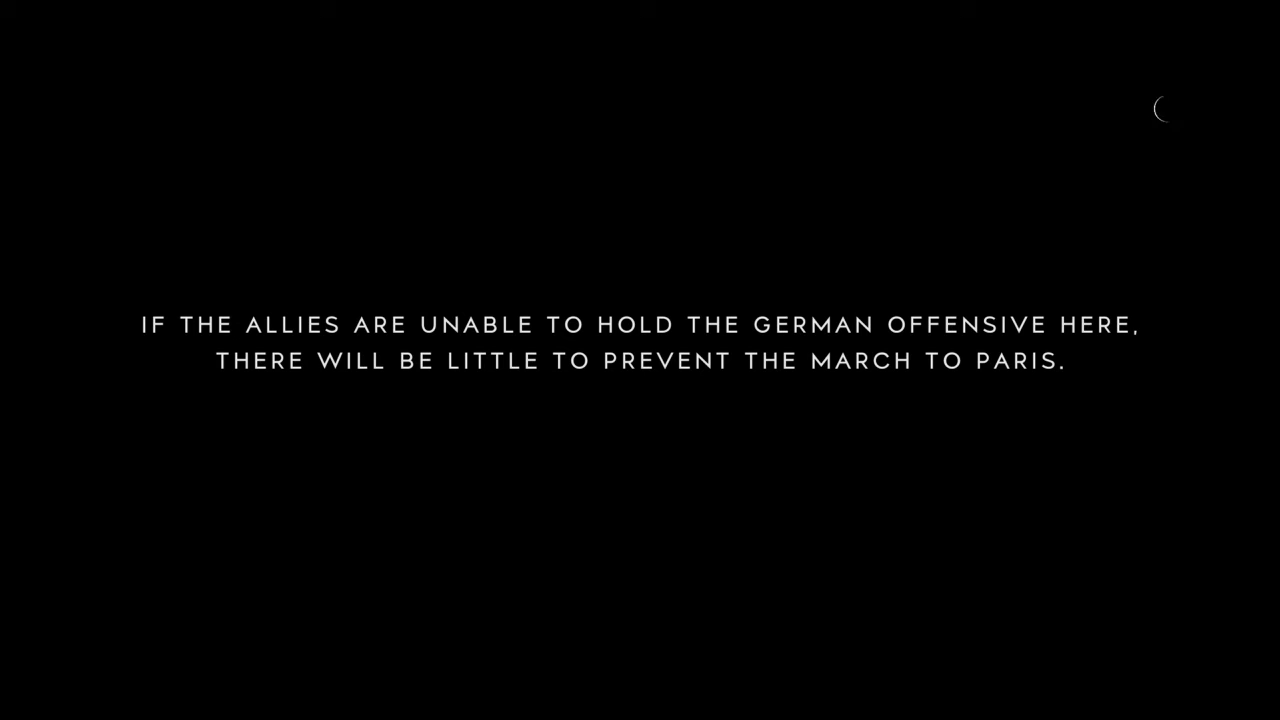 IF THE ALLIES ARE UNABLE TO HOLD THE GERMAN OFFENSIVE HERE,
THERE WILL BE LITTLE TO PREVENT THE MARCH TO PARIS.